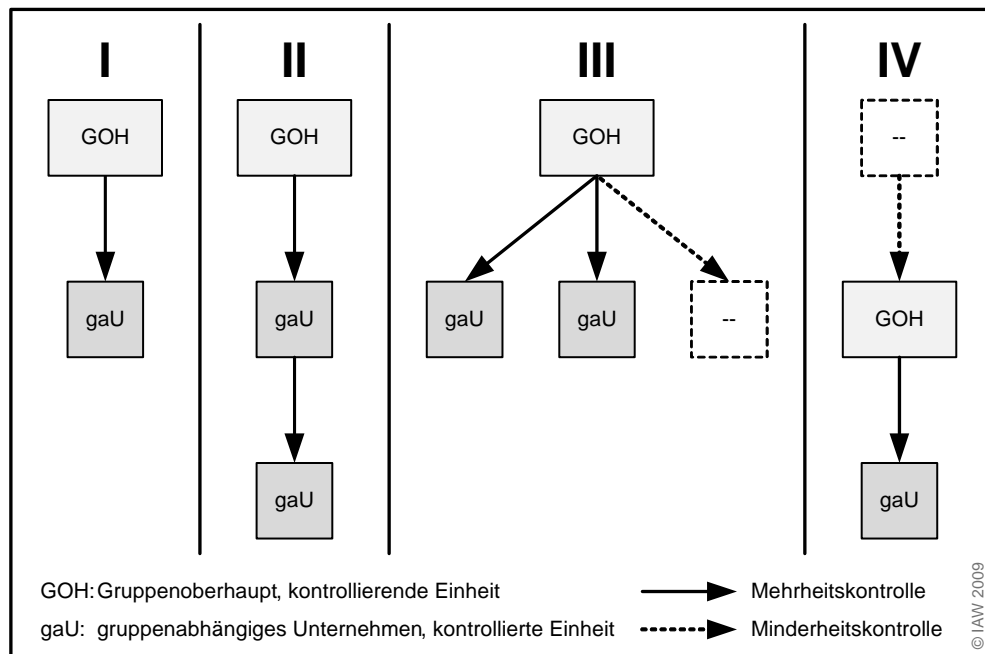 I II III IV
GOH GOH GOH --
gaU gaU gaU gaU -- GOH
gaU gaU
GOH: Gruppenoberhaupt, kontrollierende Einheit Mehrheitskontrolle
gaU: gruppenabhängiges Unternehmen, kontrollierte Einheit Minderheitskontrolle
© IAW 2009